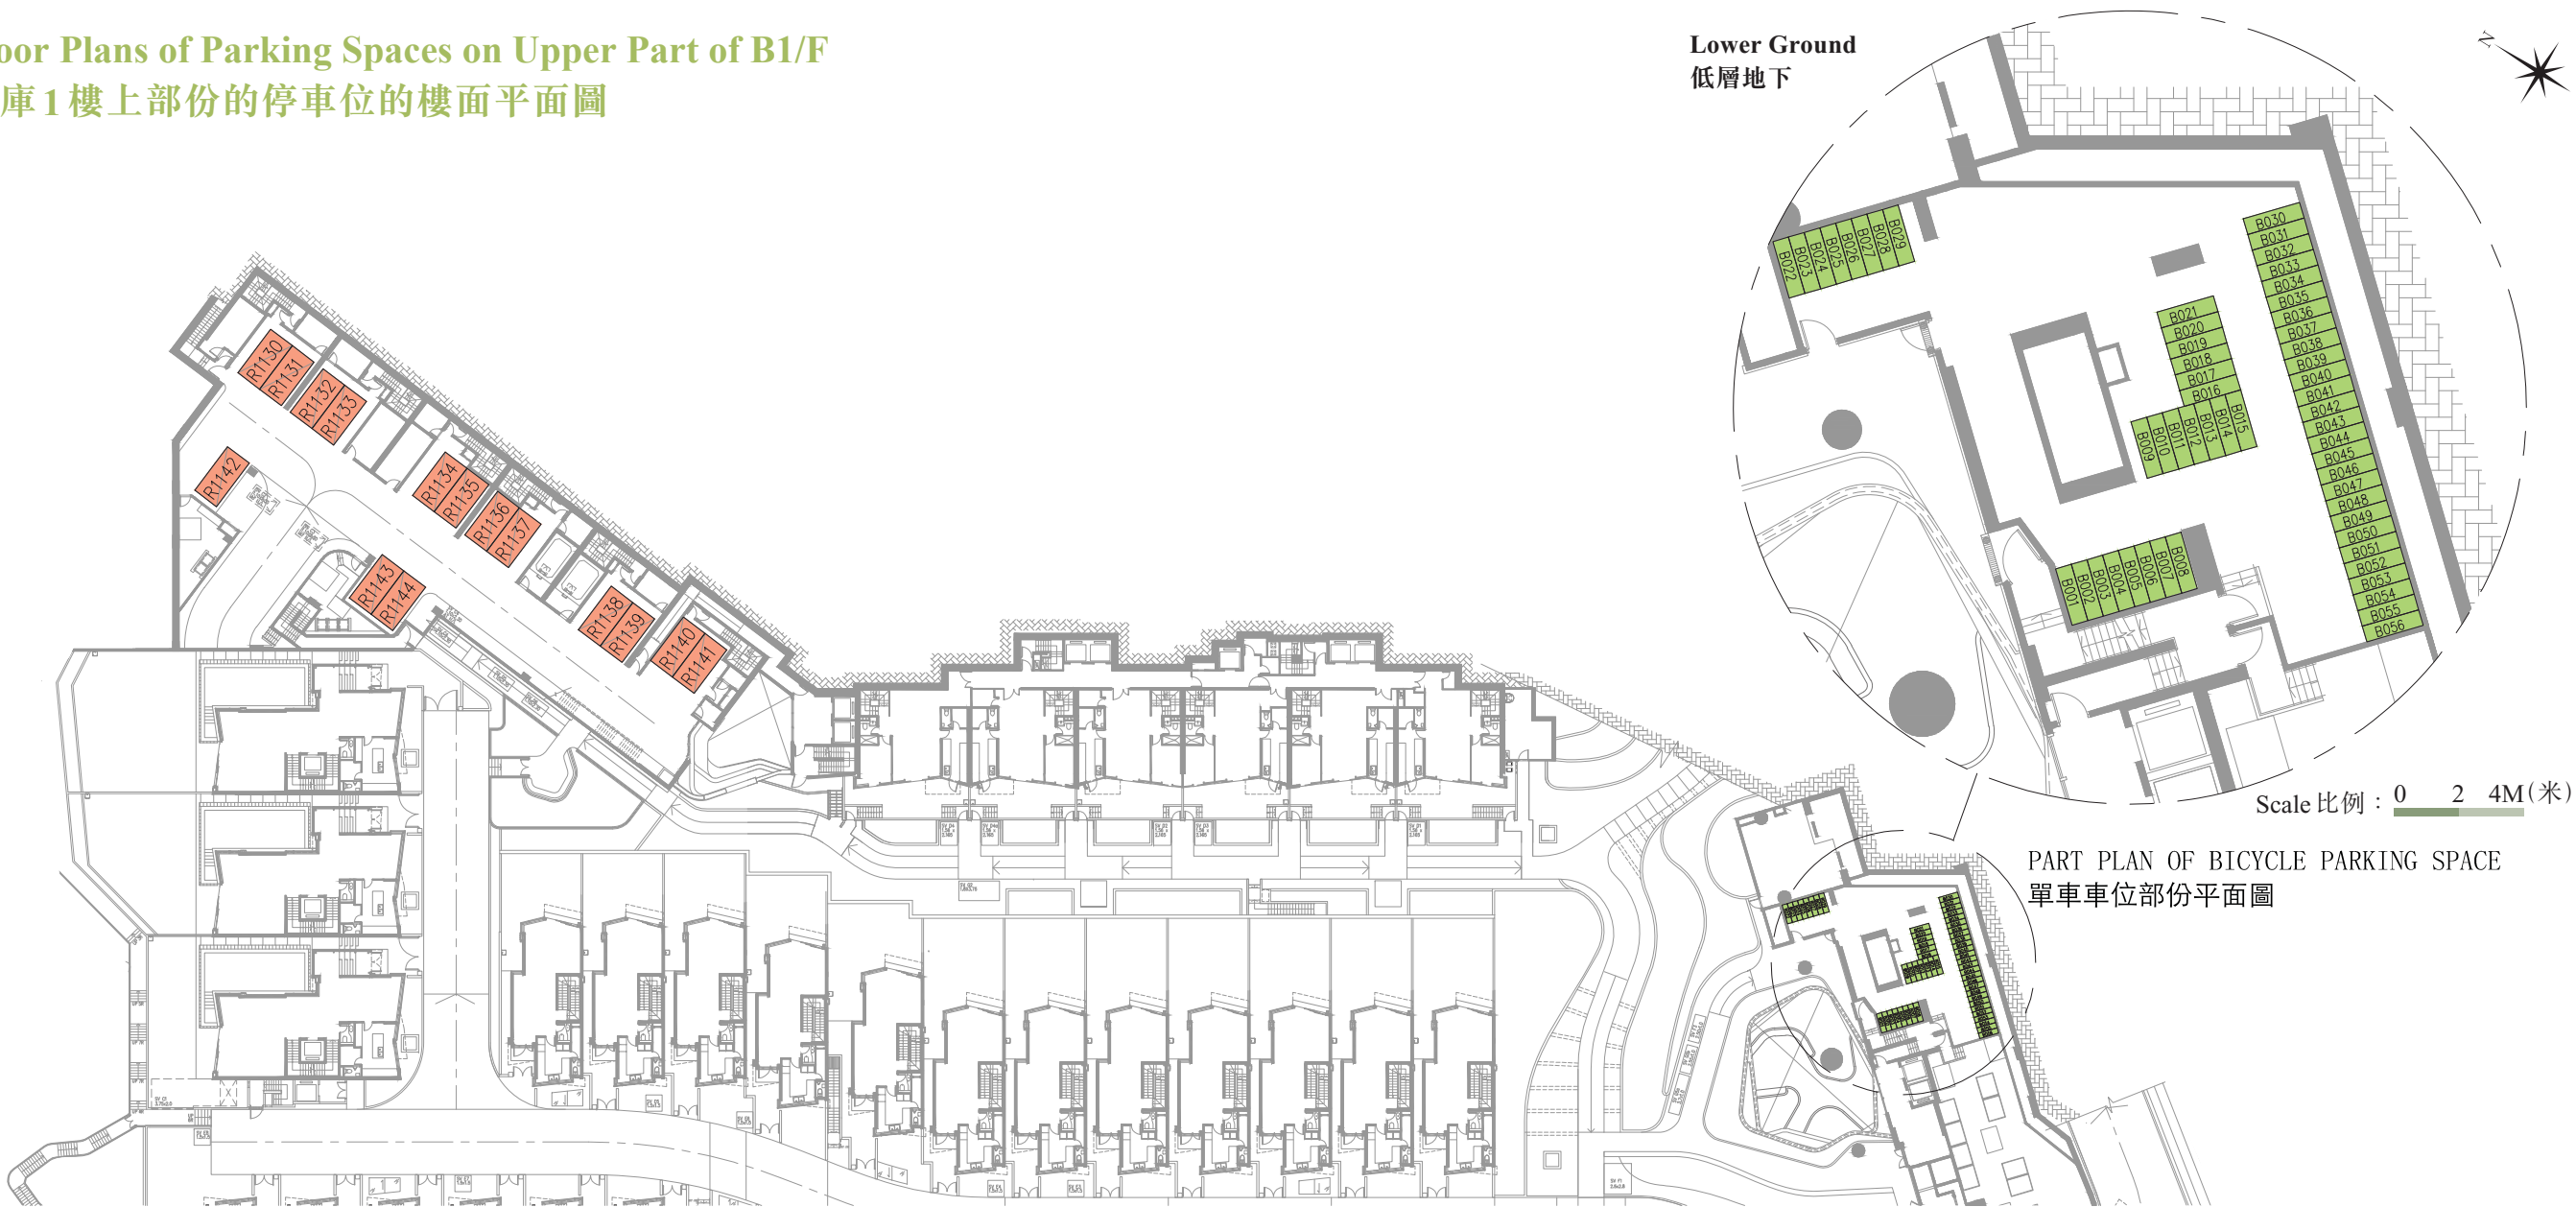 oor Plans of Parking Spaces on Upper Part of B1/F
庫1樓上部份的停車位的樓面平面圖
Lower Ground
低層地下
N
B022
B023
B024
B025
B026
B027
B028
B029
B030
B031
B032
B033
B034
B035
B036
B037
B038
B039
B040
B041
B042
B043
B044
B045
B046
B047
B048
B049
B050
B051
B052
B053
B054
B055
B056
B021
B020
B019
B018
B017
B016
B009
B010
B011
B012
B013
B014
B015
B001
B002
B003
B004
B005
B006
B007
B008
Scale 比例 : 0 2 4M(米)
PART PLAN OF BICYCLE PARKING SPACE
單車車位部份平面圖
R1130
R1131
R1132
R1133
R1134
R1135
R1136
R1137
R1138
R1139
R1140
R1141
R1142
R1143
R1144